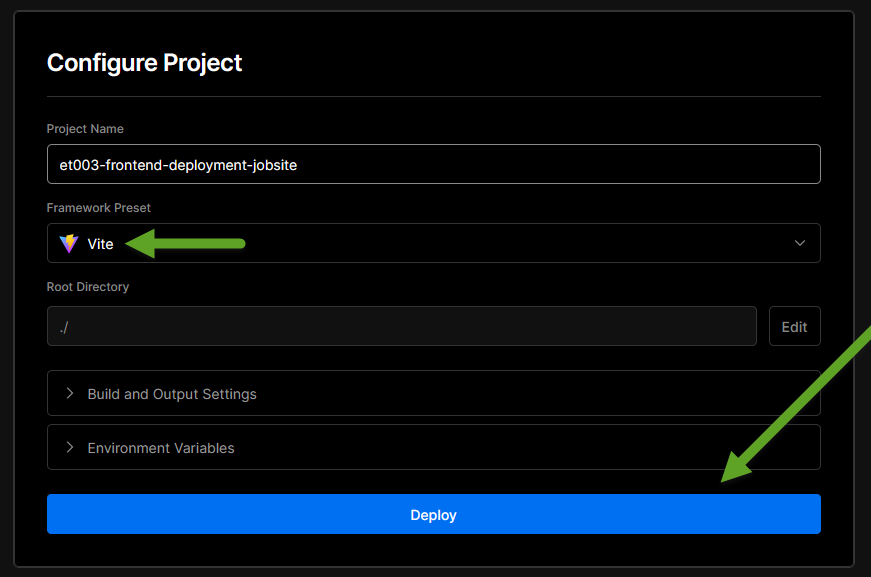 Configure Project
Project Name
et003-frontend-deployment-jobsite
Framework Preset
Vite
Root Directory
./
Edit
Build and Output Settings
Environment Variables
Deploy